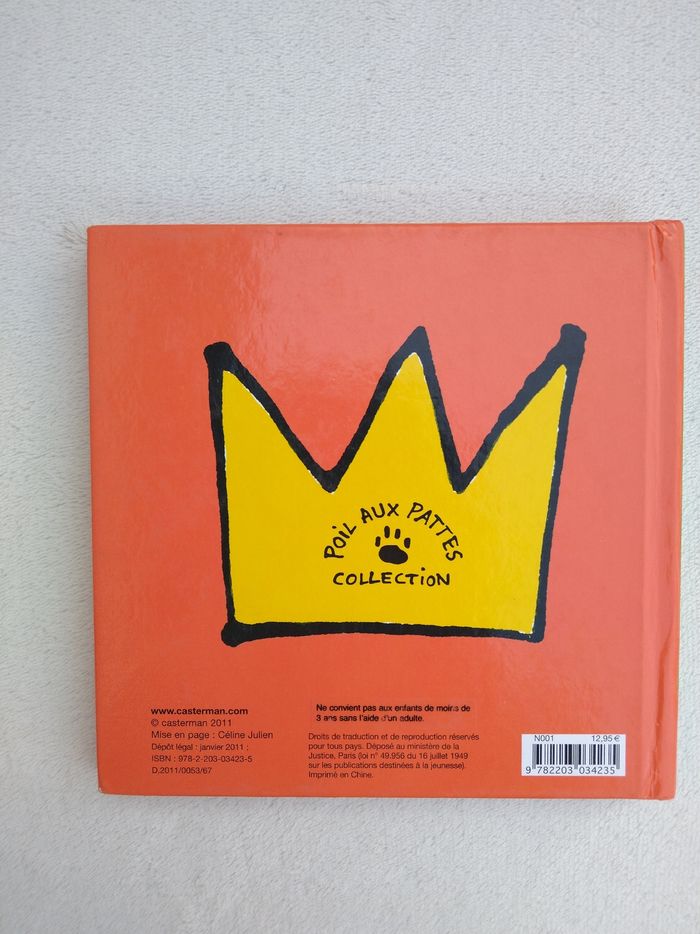 POIL AUX PATTES
COLLECTION
www.casterman.com
© casterman 2011
Mise en page : Céline Julien
Dépôt légal : janvier 2011 ;
ISBN : 978-2-203-03423-5
D.2011/0053/67
Ne convient pas aux enfants de moins de
3 ans sans l'aide d'un adulte.
Droits de traduction et de reproduction réservés
pour tous pays. Déposé au ministère de la
Justice, Paris (loi n° 49.956 du 16 juillet 1949
sur les publications destinées à la jeunesse).
Imprimé en Chine.
N001 12,95 €
9 782203 034235